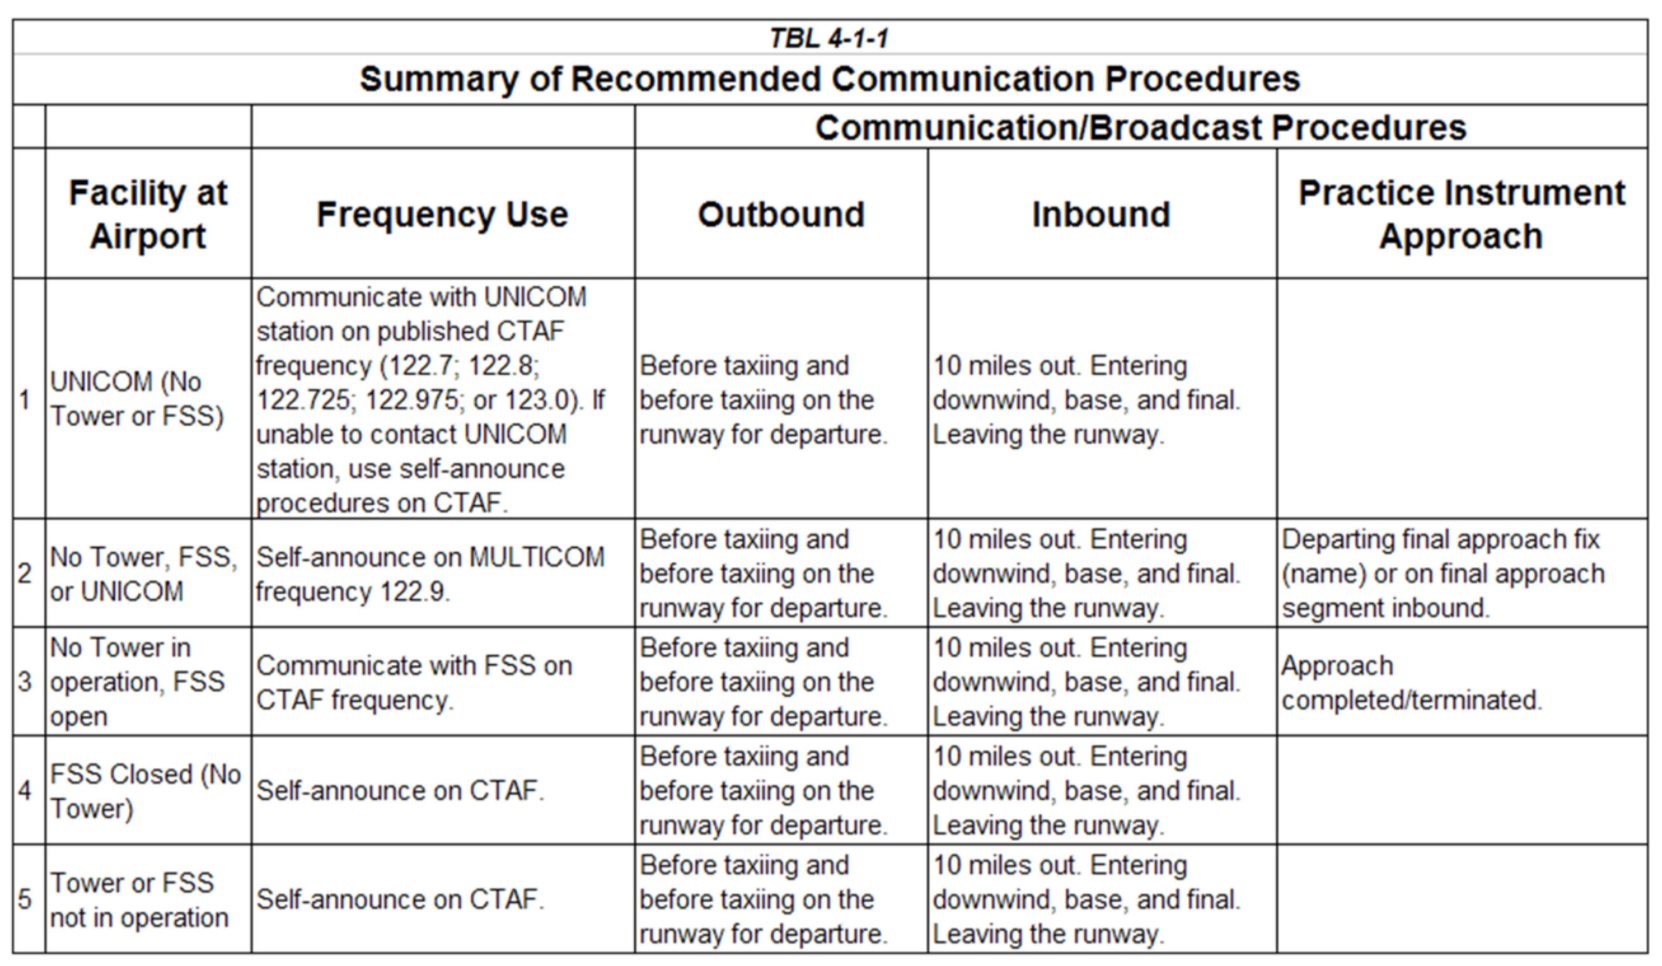 TBL 4-1-1
Summary of Recommended Communication Procedures
Communication/Broadcast Procedures
Facility at
Airport
Frequency Use
Outbound
Inbound
Practice Instrument
Approach
1
UNICOM (No
Tower or FSS)
Communicate with UNICOM
station on published CTAF
frequency (122.7; 122.8;
122.725; 122.975; or 123.0). If
unable to contact UNICOM
station, use self-announce
procedures on CTAF.
Before taxiing and
before taxiing on the
runway for departure.
10 miles out. Entering
downwind, base, and final.
Leaving the runway.
2
No Tower, FSS,
or UNICOM
Self-announce on MULTICOM
frequency 122.9.
Before taxiing and
before taxiing on the
runway for departure.
10 miles out. Entering
downwind, base, and final.
Leaving the runway.
Departing final approach fix
(name) or on final approach
segment inbound.
3
No Tower in
operation, FSS
open
Communicate with FSS on
CTAF frequency.
Before taxiing and
before taxiing on the
runway for departure.
10 miles out. Entering
downwind, base, and final.
Leaving the runway.
Approach
completed/terminated.
4
FSS Closed (No
Tower)
Self-announce on CTAF.
Before taxiing and
before taxiing on the
runway for departure.
10 miles out. Entering
downwind, base, and final.
Leaving the runway.
5
Tower or FSS
not in operation
Self-announce on CTAF.
Before taxiing and
before taxiing on the
runway for departure.
10 miles out. Entering
downwind, base, and final.
Leaving the runway.